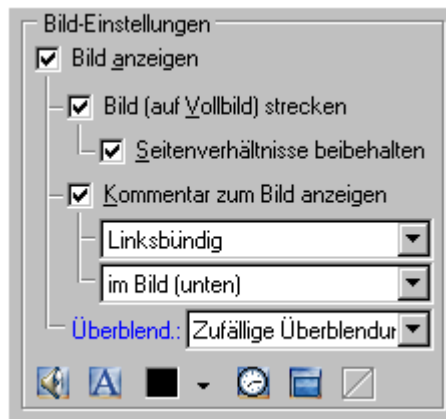 Bild-Einstellungen
Bild anzeigen
Bild (auf Vollbild) strecken
Seitenverhältnisse beibehalten
Kommentar zum Bild anzeigen
Linksbündig
im Bild (unten)
Überblend.: Zufällige Überblendur
A